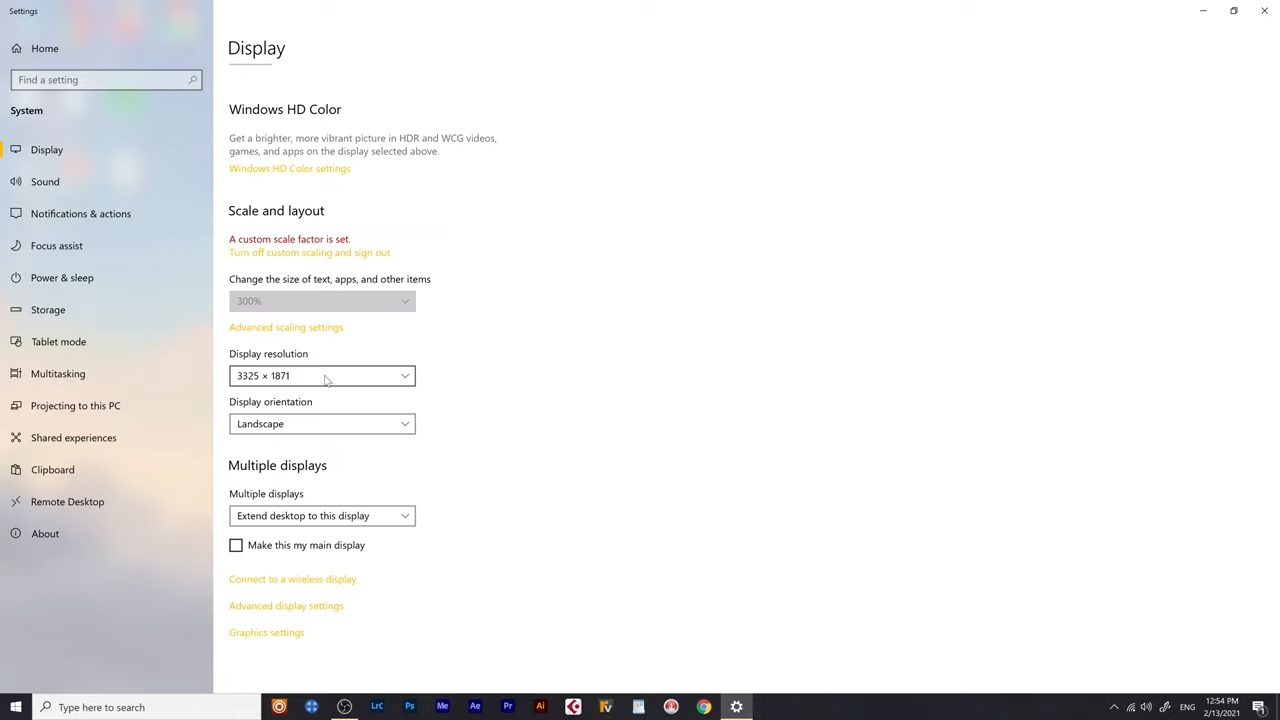 Settings
Home
Find a setting
System
Display
Sound
Notifications & actions
Focus assist
Power & sleep
Storage
Tablet mode
Multitasking
Projecting to this PC
Shared experiences
Clipboard
Remote Desktop
About
Display
Windows HD Color
Get a brighter, more vibrant picture in HDR and WCG videos,
games, and apps on the display selected above.
Windows HD Color settings
Scale and layout
A custom scale factor is set.
Turn off custom scaling and sign out
Change the size of text, apps, and other items
300%
Advanced scaling settings
Display resolution
3325 × 1871
Display orientation
Landscape
Multiple displays
Multiple displays
Extend desktop to this display
Make this my main display
Connect to a wireless display
Advanced display settings
Graphics settings
Type here to search
LrC
Ps
Me
Ae
Pr
Ai
ENG
12:54 PM
2/13/2021